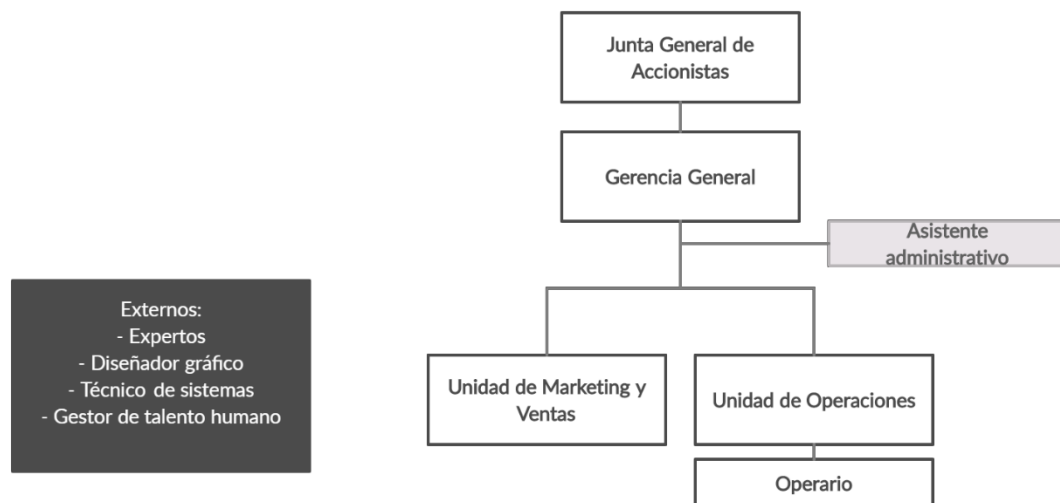 Junta General de
Accionistas
Gerencia General
Asistente
administrativo
Externos:
- Expertos
- Diseñador gráfico
- Técnico de sistemas
- Gestor de talento humano
Unidad de Marketing y
Ventas
Unidad de Operaciones
Operario